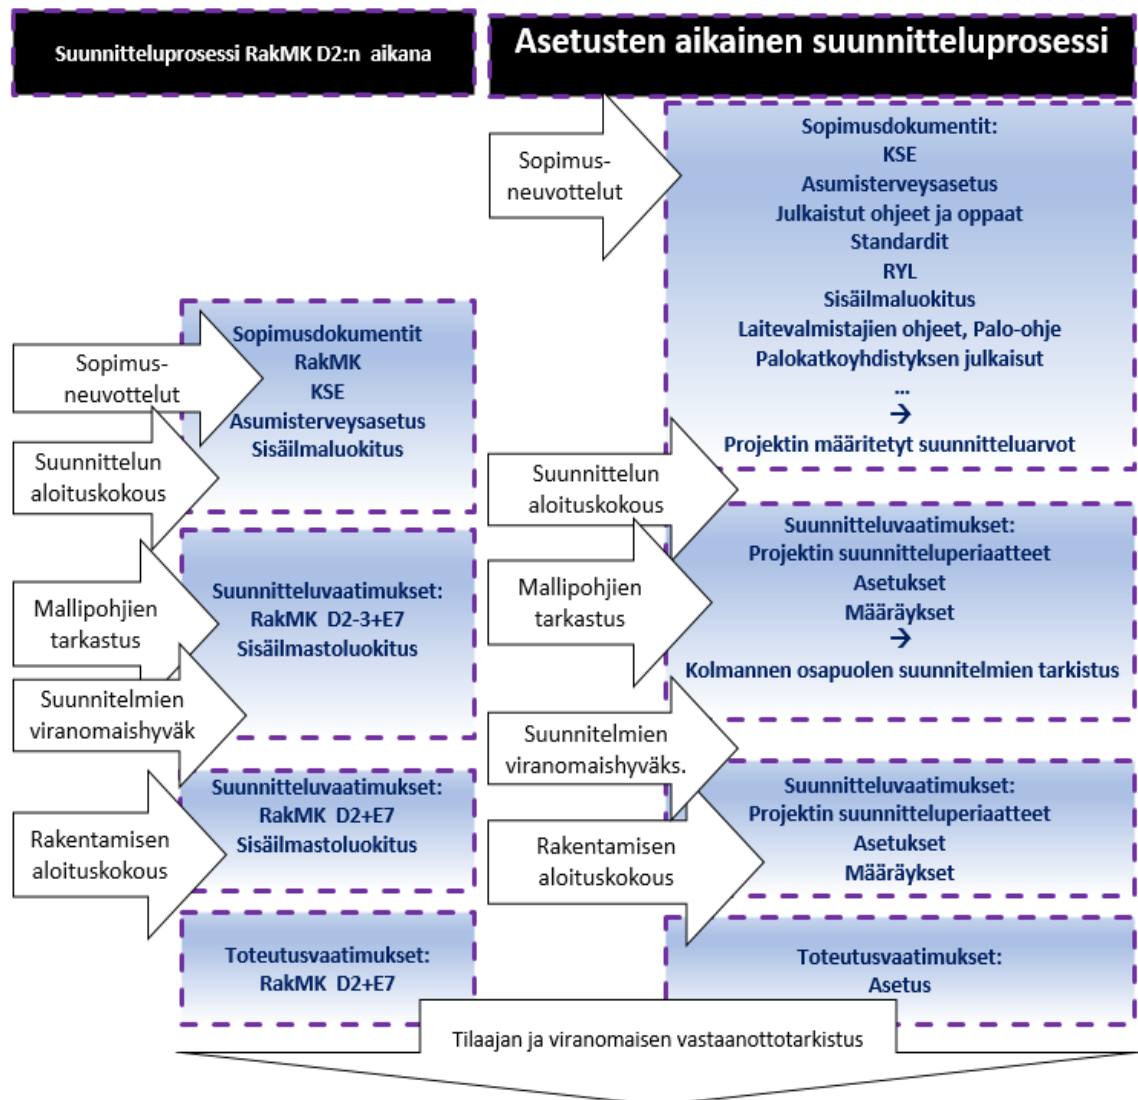 Suunnitteluprosessi RakMK D2:n aikana
Sopimus-
neuvottelut
Suunnittelun
aloituskokous
Sopimusdokumentit
RakMK
KSE
Asumisterveysasetus
Sisäilmaluokitus
Mallipohjien
tarkastus
Suunnitteluvaatimukset:
RakMK D2-3+E7
Sisäilmastoluokitus
Suunnitelmien
viranomaishyväk
Suunnitteluvaatimukset:
RakMK D2+E7
Sisäilmastoluokitus
Rakentamisen
aloituskokous
Toteutusvaatimukset:
RakMK D2+E7
Asetusten aikainen suunnitteluprosessi
Sopimus-
neuvottelut
Sopimusdokumentit:
KSE
Asumisterveysasetus
Julkaistut ohjeet ja oppaat
Standardit
RYL
Sisäilmaluokitus
Laitevalmistajien ohjeet, Palo-ohje
Palokatkoyhdistyksen julkaisut
...
→
Projektin määritetyt suunnitteluarvot
Suunnittelun
aloituskokous
Mallipohjien
tarkastus
Suunnitteluvaatimukset:
Projektin suunnitteluperiaatteet
Asetukset
Määräykset
→
Kolmannen osapuolen suunnitelmien tarkistus
Suunnitelmien
viranomaishyväks.
Suunnitteluvaatimukset:
Projektin suunnitteluperiaatteet
Asetukset
Määräykset
Rakentamisen
aloituskokous
Toteutusvaatimukset:
Asetus
Tilaajan ja viranomaisen vastaanottotarkistus